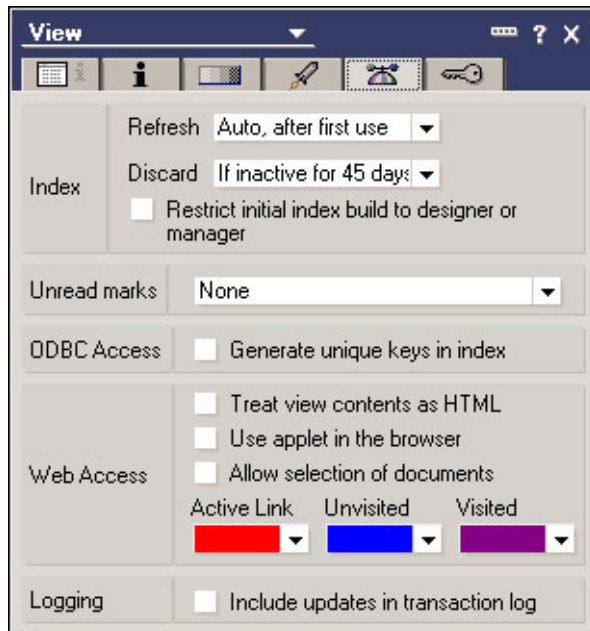 View
? X
i
Index
Refresh Auto, after first use
Discard If inactive for 45 days
Restrict initial index build to designer or
manager
Unread marks None
ODBC Access Generate unique keys in index
Web Access
Treat view contents as HTML
Use applet in the browser
Allow selection of documents
Active Link Unvisited Visited
Logging Include updates in transaction log